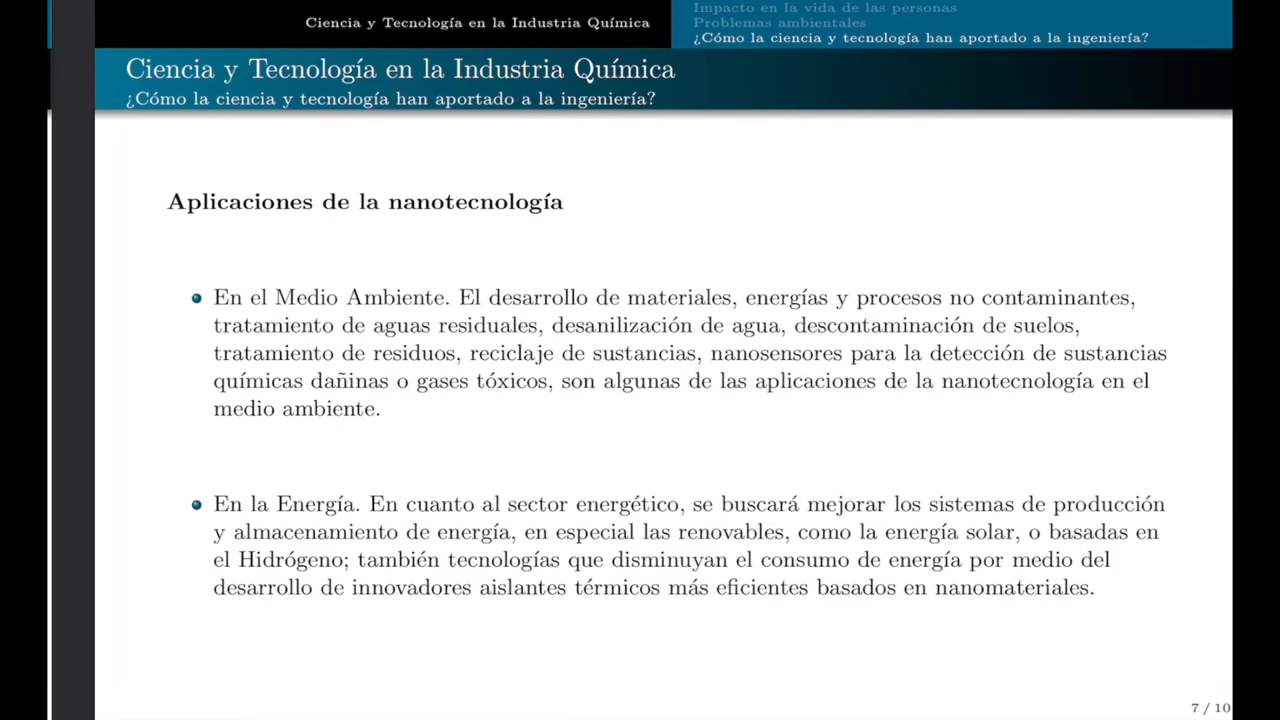 Ciencia y Tecnología en la Industria Química
Impacto en la vida de las personas
Problemas ambientales
¿Cómo la ciencia y tecnología han aportado a la ingeniería?
Ciencia y Tecnología en la Industria Química
¿Cómo la ciencia y tecnología han aportado a la ingeniería?
Aplicaciones de la nanotecnología
En el Medio Ambiente. El desarrollo de materiales, energías y procesos no contaminantes,
tratamiento de aguas residuales, desanilización de agua, descontaminación de suelos,
tratamiento de residuos, reciclaje de sustancias, nanosensores para la detección de sustancias
químicas dañinas o gases tóxicos, son algunas de las aplicaciones de la nanotecnología en el
medio ambiente.
En la Energía. En cuanto al sector energético, se buscará mejorar los sistemas de producción
y almacenamiento de energía, en especial las renovables, como la energía solar, o basadas en
el Hidrógeno; también tecnologías que disminuyan el consumo de energía por medio del
desarrollo de innovadores aislantes térmicos más eficientes basados en nanomateriales.
7 / 10